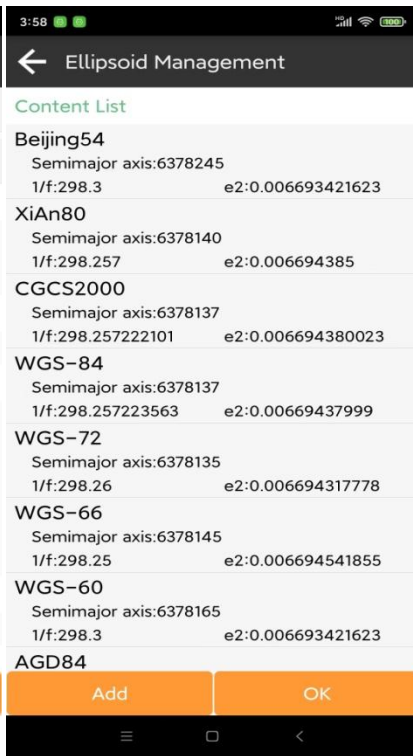 3:58
HD
100
Ellipsoid Management
Content List
Beijing54
Semimajor axis:6378245
1/f:298.3 e2:0.006693421623
XiAn80
Semimajor axis:6378140
1/f:298.257 e2:0.006694385
CGCS2000
Semimajor axis:6378137
1/f:298.257222101 e2:0.006694380023
WGS-84
Semimajor axis:6378137
1/f:298.257223563 e2:0.00669437999
WGS-72
Semimajor axis:6378135
1/f:298.26 e2:0.006694317778
WGS-66
Semimajor axis:6378145
1/f:298.25 e2:0.006694541855
WGS-60
Semimajor axis:6378165
1/f:298.3 e2:0.006693421623
AGD84
Add OK